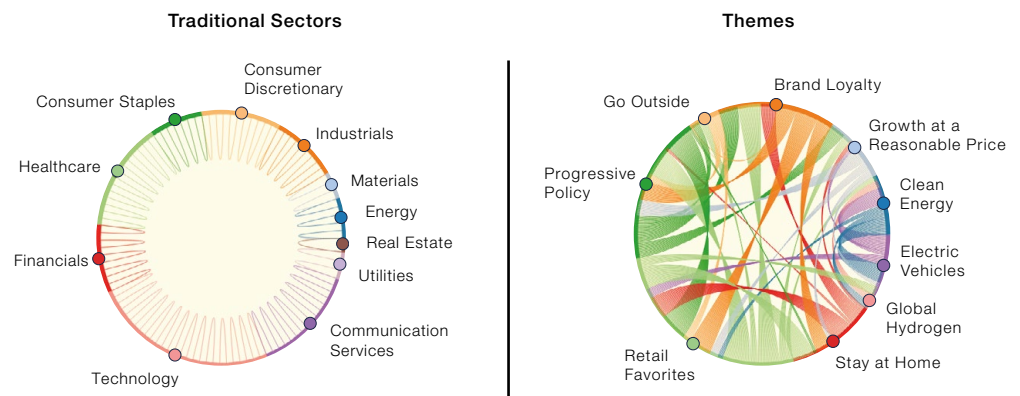 Traditional Sectors
Consumer
Discretionary
Consumer Staples
Industrials
Healthcare
Materials
Energy
Real Estate
Financials
Utilities
Communication
Services
Technology
Themes
Brand Loyalty
Go Outside
Growth at a
Reasonable Price
Progressive
Policy
Clean
Energy
Electric
Vehicles
Global
Hydrogen
Retail
Favorites
Stay at Home